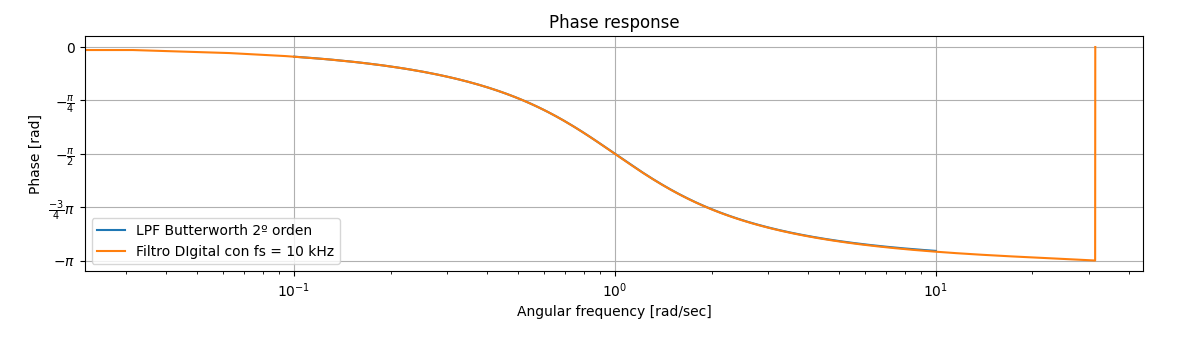 Phase response
Phase [rad]
0
−π/4
−π/2
−3/4 π
−π
LPF Butterworth 2º orden
Filtro DIgital con fs = 10 kHz
10⁻¹ 10⁰ 10¹
Angular frequency [rad/sec]